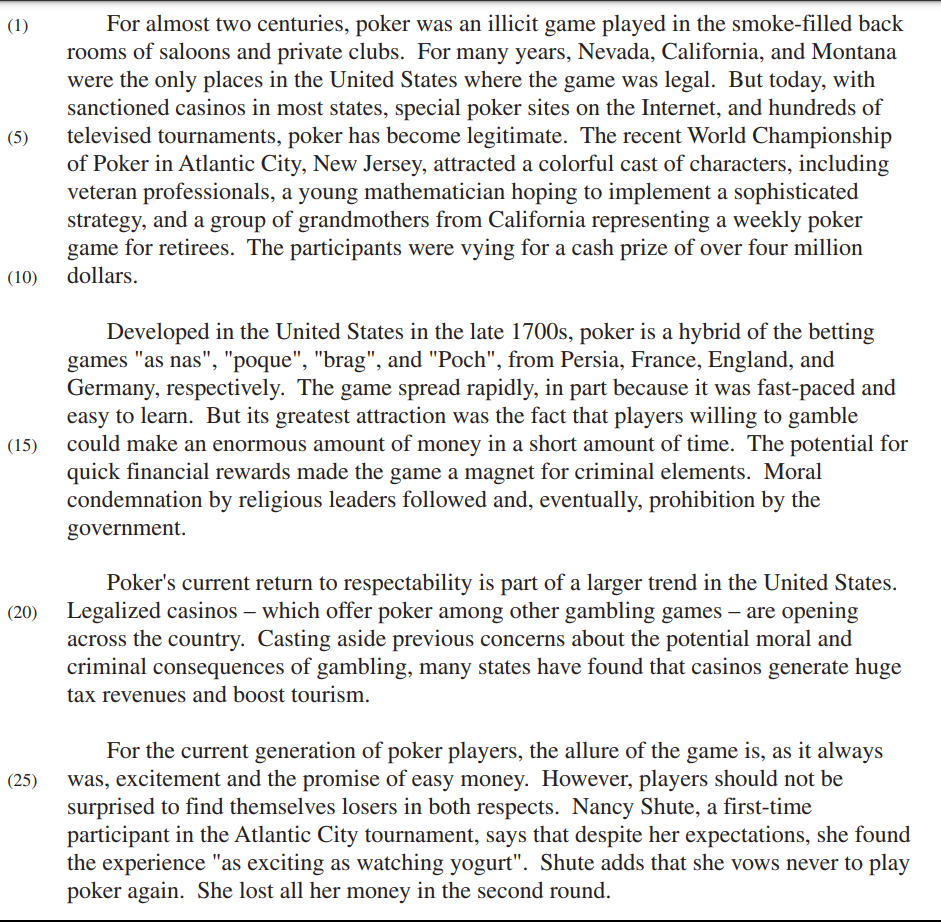 (1) For almost two centuries, poker was an illicit game played in the smoke-filled back
rooms of saloons and private clubs. For many years, Nevada, California, and Montana
were the only places in the United States where the game was legal. But today, with
sanctioned casinos in most states, special poker sites on the Internet, and hundreds of
(5) televised tournaments, poker has become legitimate. The recent World Championship
of Poker in Atlantic City, New Jersey, attracted a colorful cast of characters, including
veteran professionals, a young mathematician hoping to implement a sophisticated
strategy, and a group of grandmothers from California representing a weekly poker
game for retirees. The participants were vying for a cash prize of over four million
(10) dollars.
Developed in the United States in the late 1700s, poker is a hybrid of the betting
games "as nas", "poque", "brag", and "Poch", from Persia, France, England, and
Germany, respectively. The game spread rapidly, in part because it was fast-paced and
easy to learn. But its greatest attraction was the fact that players willing to gamble
(15) could make an enormous amount of money in a short amount of time. The potential for
quick financial rewards made the game a magnet for criminal elements. Moral
condemnation by religious leaders followed and, eventually, prohibition by the
government.
Poker's current return to respectability is part of a larger trend in the United States.
(20) Legalized casinos – which offer poker among other gambling games – are opening
across the country. Casting aside previous concerns about the potential moral and
criminal consequences of gambling, many states have found that casinos generate huge
tax revenues and boost tourism.
For the current generation of poker players, the allure of the game is, as it always
(25) was, excitement and the promise of easy money. However, players should not be
surprised to find themselves losers in both respects. Nancy Shute, a first-time
participant in the Atlantic City tournament, says that despite her expectations, she found
the experience "as exciting as watching yogurt". Shute adds that she vows never to play
poker again. She lost all her money in the second round.